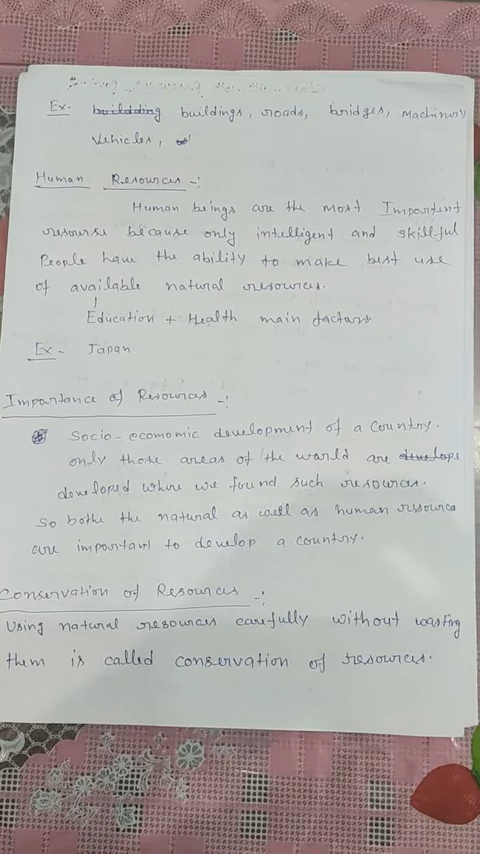 Ex. buildings, roads, bridges, Machinery
Vehicles,
Human Resources -:
Human beings are the most Important
resourse because only intelligent and skillful
People have the ability to make best use
of available natural resources.
Education + Health main factors
Ex - Japan
Importance of Resources -:
Socio-economic development of a country.
only those areas of the world are
developed where we found such resources.
So bothe the natural as well as human resource
are important to develop a country.
Conservation of Resources -:
Using natural resources carefully without wasting
them is called conservation of resources.